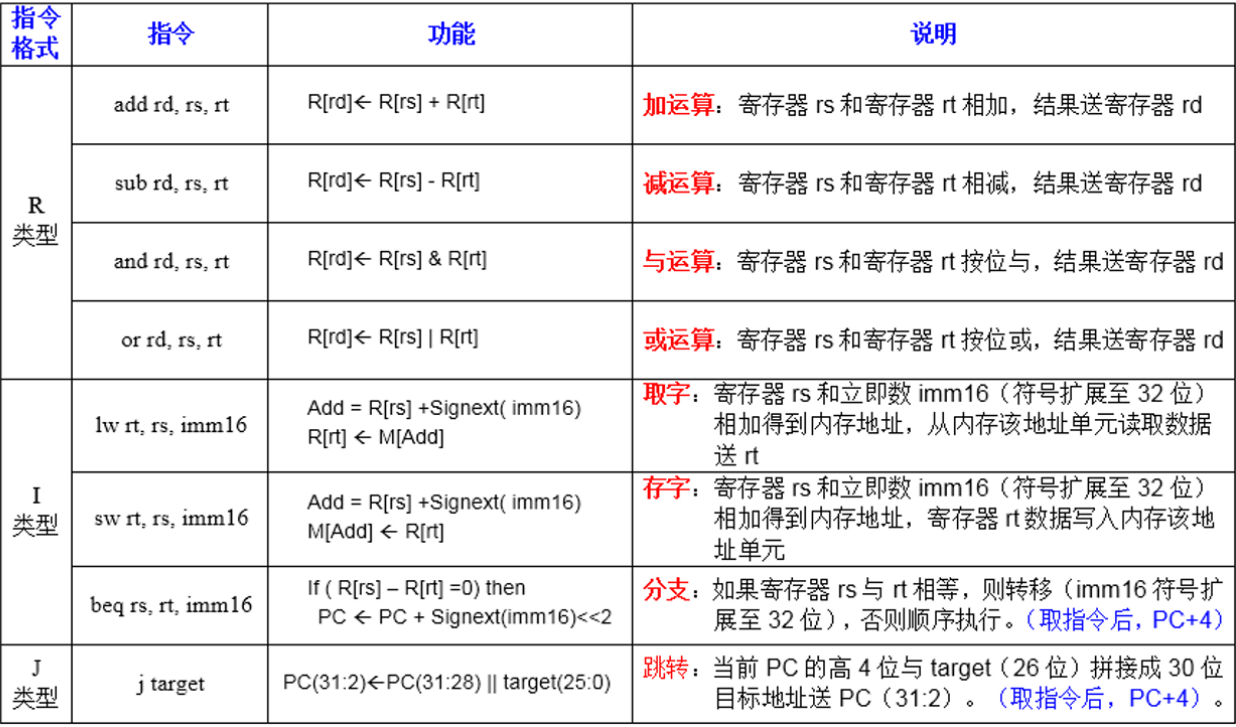 指令
格式
指令
功能
说明
R
类型
add rd, rs, rt
R[rd]← R[rs] + R[rt]
加运算：寄存器 rs 和寄存器 rt 相加，结果送寄存器 rd
sub rd, rs, rt
R[rd]← R[rs] - R[rt]
减运算：寄存器 rs 和寄存器 rt 相减，结果送寄存器 rd
and rd, rs, rt
R[rd]← R[rs] & R[rt]
与运算：寄存器 rs 和寄存器 rt 按位与，结果送寄存器 rd
or rd, rs, rt
R[rd]← R[rs] | R[rt]
或运算：寄存器 rs 和寄存器 rt 按位或，结果送寄存器 rd
I
类型
lw rt, rs, imm16
Add = R[rs] +Signext( imm16)
R[rt] ← M[Add]
取字：寄存器 rs 和立即数 imm16（符号扩展至 32 位）
相加得到内存地址，从内存该地址单元读取数据
送 rt
sw rt, rs, imm16
Add = R[rs] +Signext( imm16)
M[Add] ← R[rt]
存字：寄存器 rs 和立即数 imm16（符号扩展至 32 位）
相加得到内存地址，寄存器 rt 数据写入内存该地
址单元
beq rs, rt, imm16
If ( R[rs] – R[rt] =0) then
PC ← PC + Signext(imm16)<<2
分支：如果寄存器 rs 与 rt 相等，则转移（imm16 符号扩
展至 32 位），否则顺序执行。（取指令后，PC+4）
J
类型
j target
PC(31:2)←PC(31:28) || target(25:0)
跳转：当前 PC 的高 4 位与 target（26 位）拼接成 30 位
目标地址送 PC（31:2）。（取指令后，PC+4）。